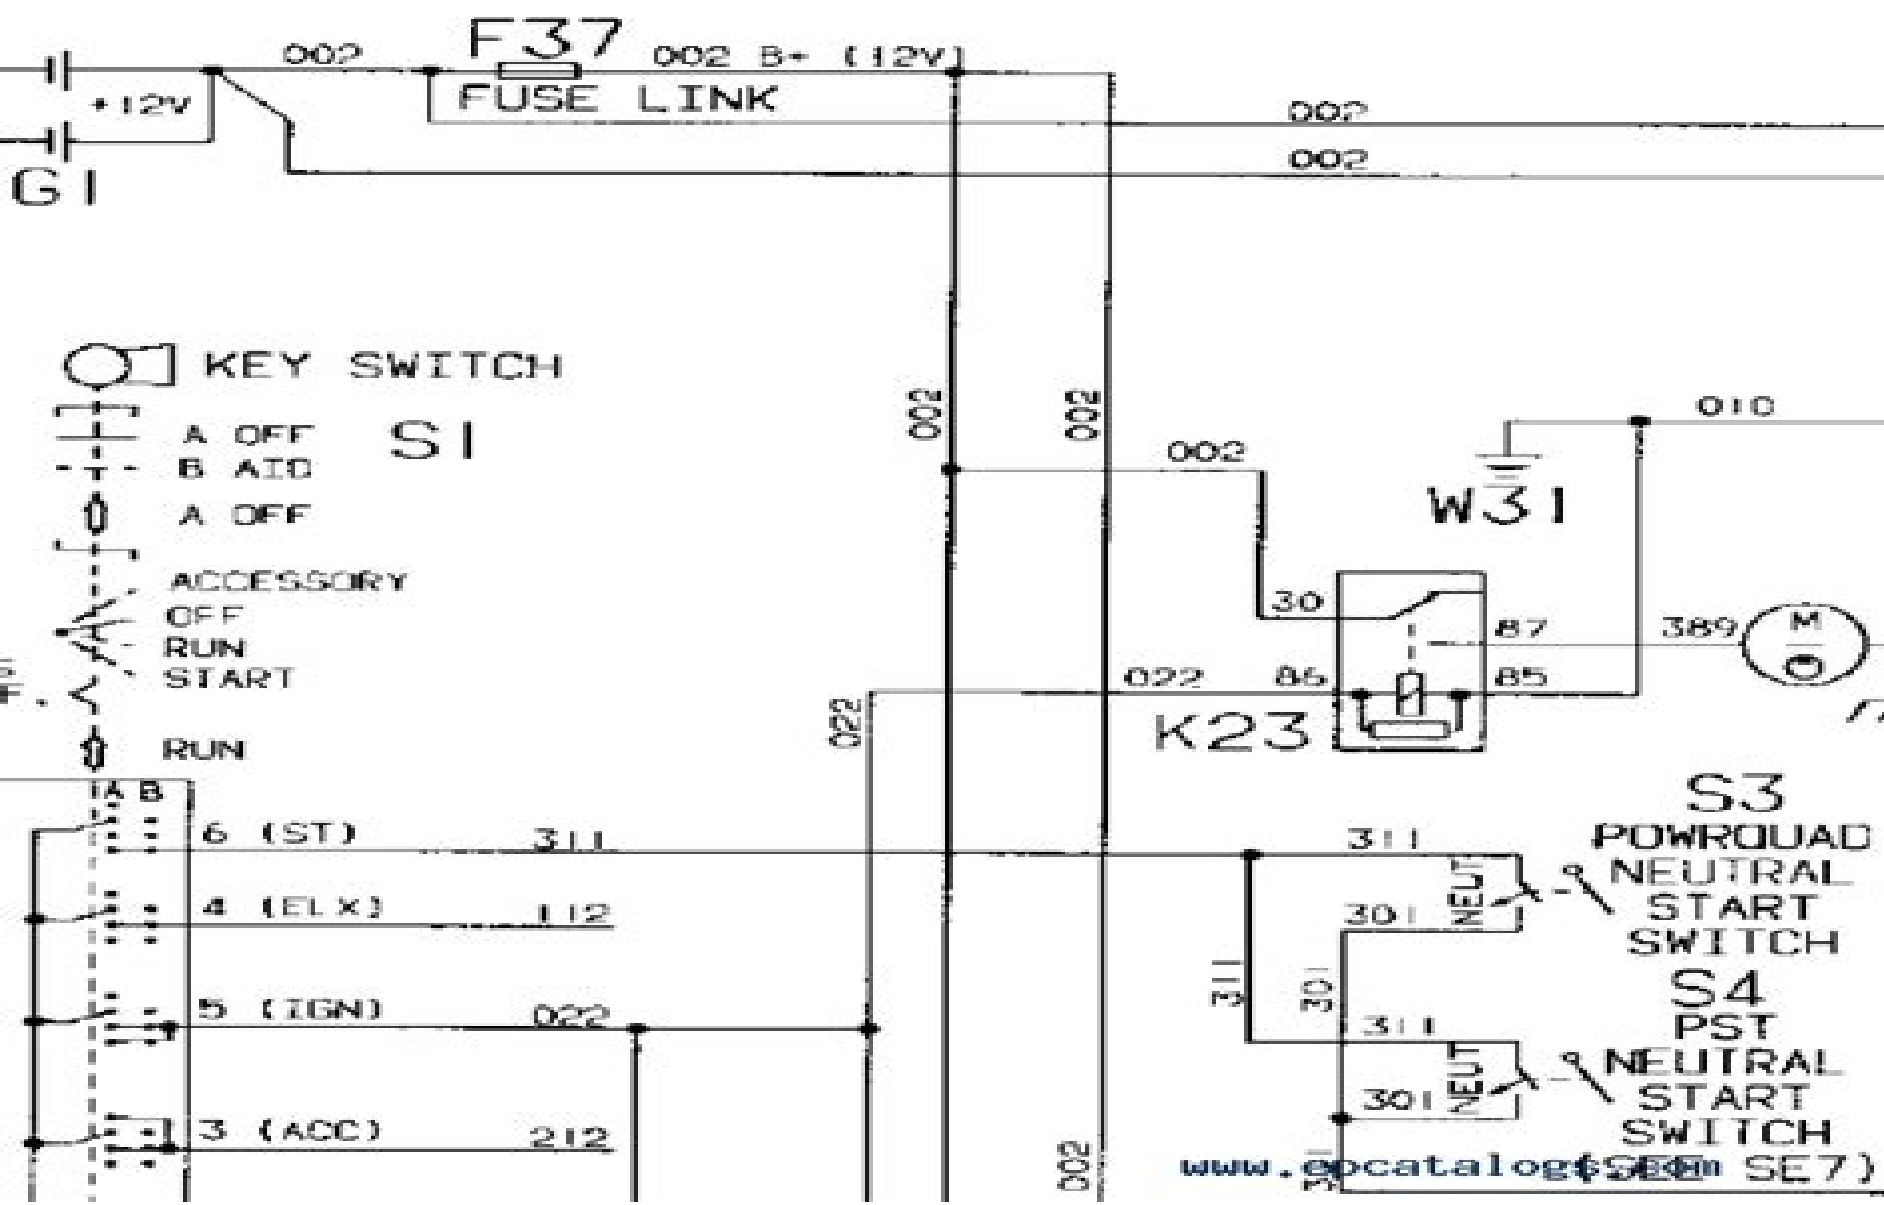 002
F37
002 B+ (12V)
+12V
FUSE LINK
002
002
G1
KEY SWITCH
S1
A OFF
B AID
A OFF
ACCESSORY
OFF
RUN
START
RUN
A B
002
002
002
010
W31
30
87
389
M
022
86
85
022
K23
6 (ST)
311
4 (ELX)
112
5 (IGN)
022
3 (ACC)
212
311
NEUT
301
S3
POWRQUAD
NEUTRAL
START
SWITCH
311
301
311
NEUT
301
S4
PST
NEUTRAL
START
SWITCH
SE7)
002
www.epcatalogs.com